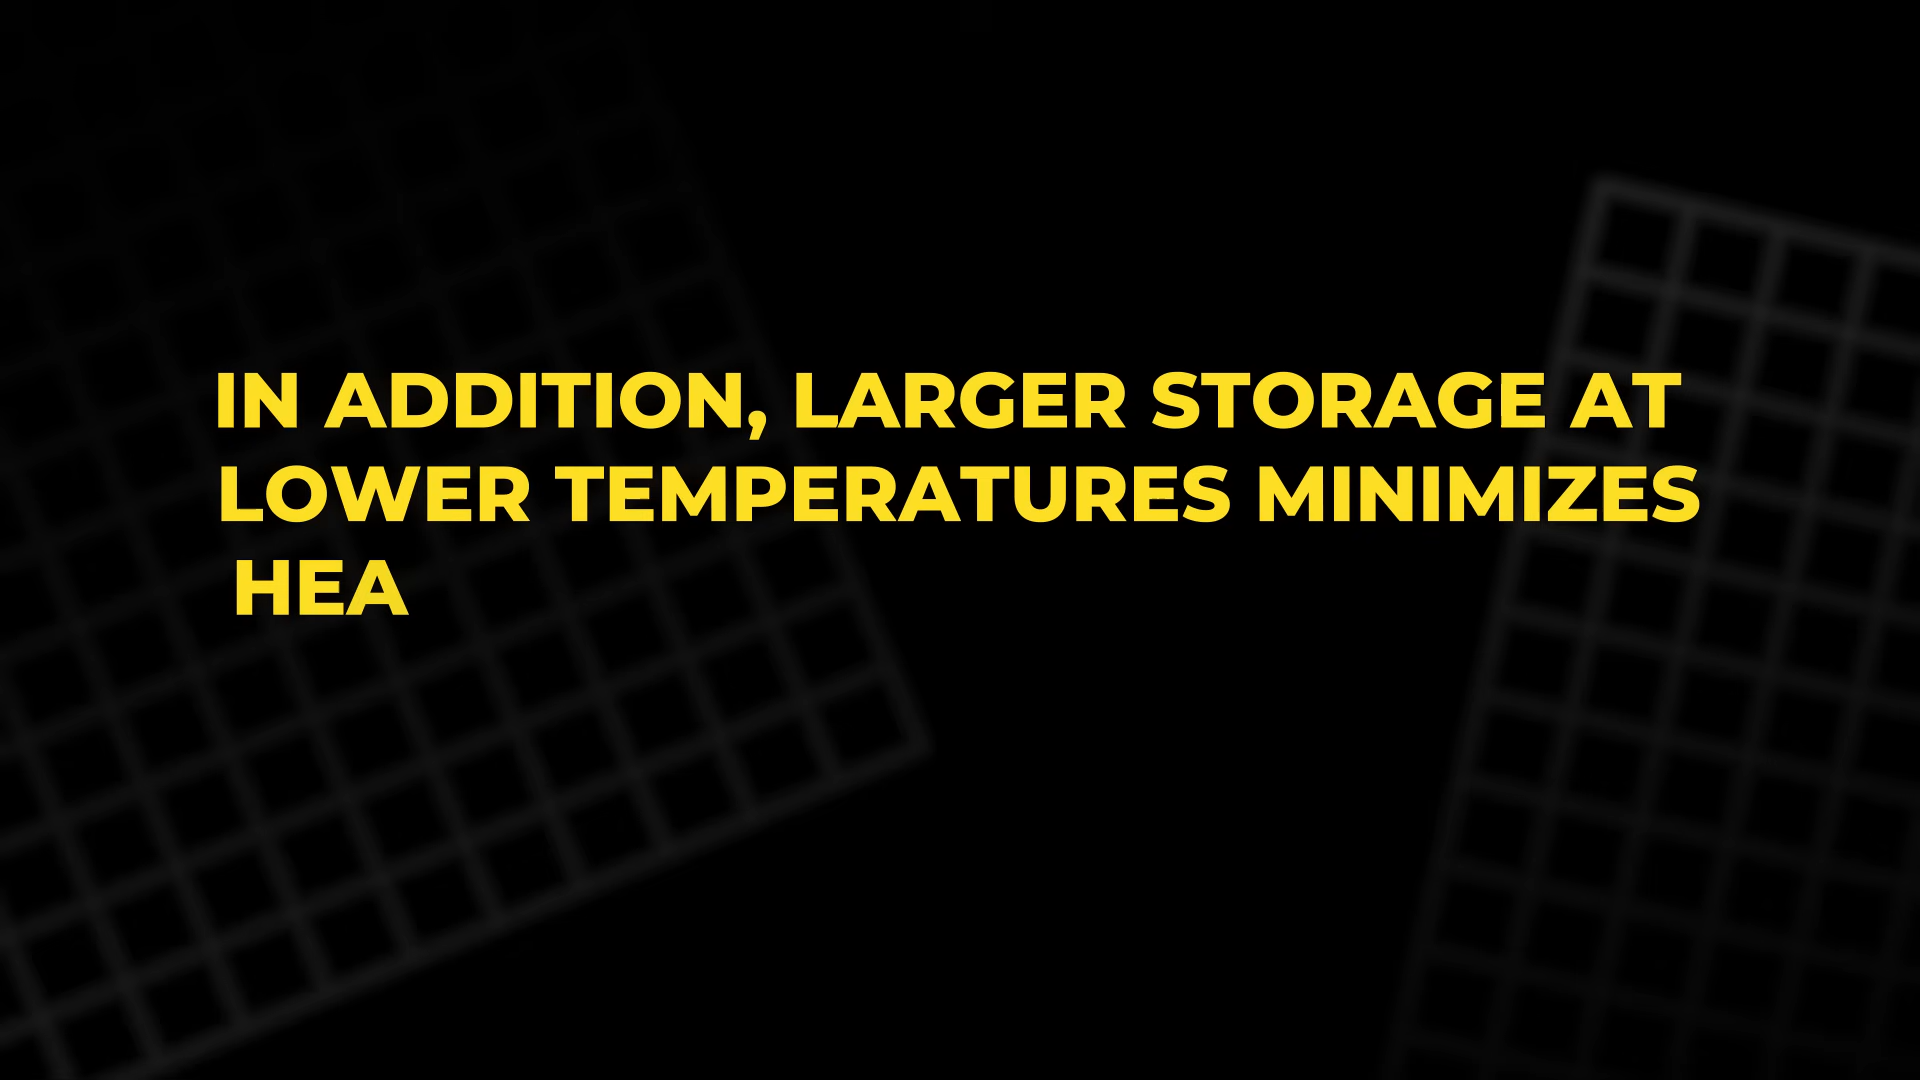 IN ADDITION, LARGER STORAGE AT
LOWER TEMPERATURES MINIMIZES
HEA